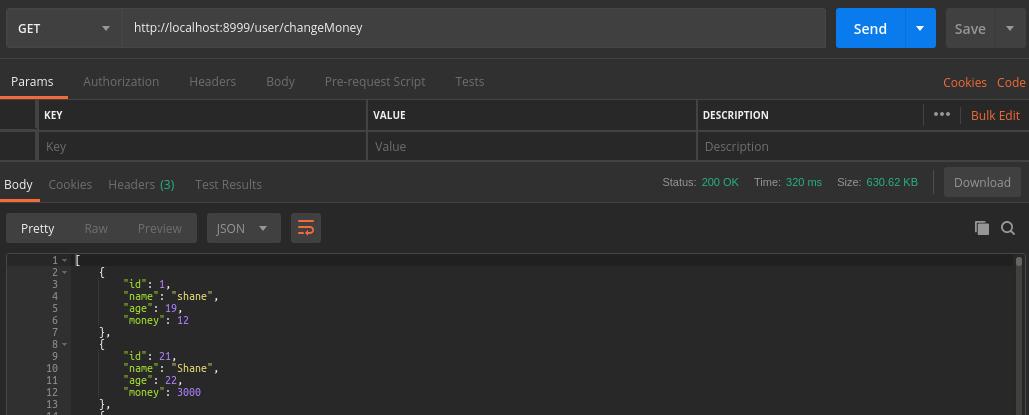 GET http://localhost:8999/user/changeMoney Send Save
Params Authorization Headers Body Pre-request Script Tests Cookies Code
KEY VALUE DESCRIPTION ••• Bulk Edit
Key Value Description
Body Cookies Headers (3) Test Results Status: 200 OK Time: 320 ms Size: 630.62 KB Download
Pretty Raw Preview JSON
1 [
2 {
3 "id": 1,
4 "name": "shane",
5 "age": 19,
6 "money": 12
7 },
8 {
9 "id": 21,
10 "name": "Shane",
11 "age": 22,
12 "money": 3000
13 },